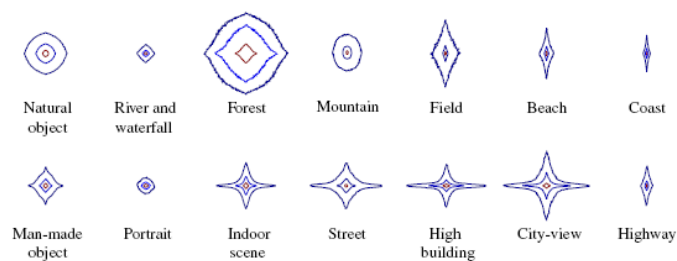 Natural object
River and waterfall
Forest
Mountain
Field
Beach
Coast
Man-made object
Portrait
Indoor scene
Street
High building
City-view
Highway